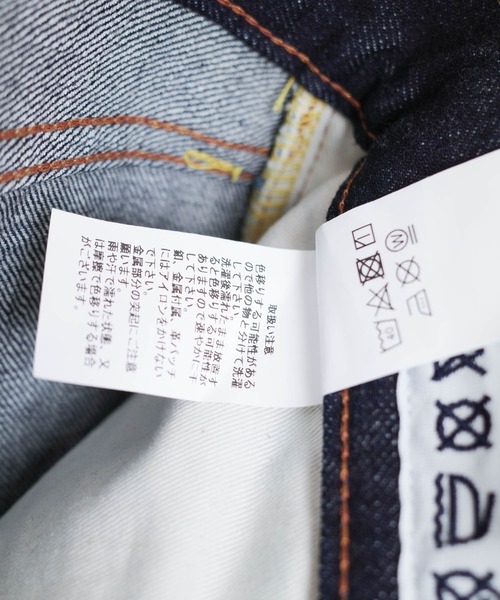 取扱い注意
色移りする可能性がある
ので他の物と分けて洗濯
して下さい。
洗濯後濡れたまま放置す
ると色移りする可能性が
ありますので速やかに干
して下さい。
紐、金属付属、革パッチ
にはアイロンをかけない
で下さい。
金属部分の突起にご注意
願います。
雨や汗で濡れた状態、又
は摩擦で色移りする場合
がございます。
M